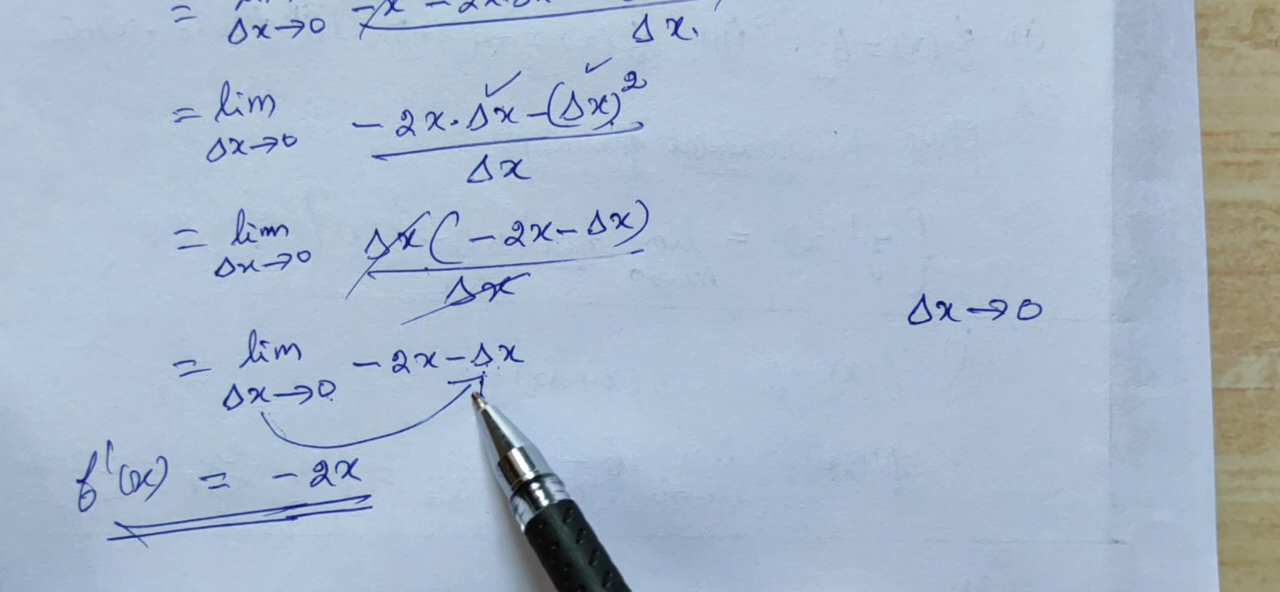 = Δx→0 Δx
= lim Δx→0 (-2x·Δx-(Δx)²)/Δx
= lim Δx→0 Δx(-2x-Δx)/Δx
Δx→0
= lim Δx→0 -2x-Δx
f'(x) = -2x